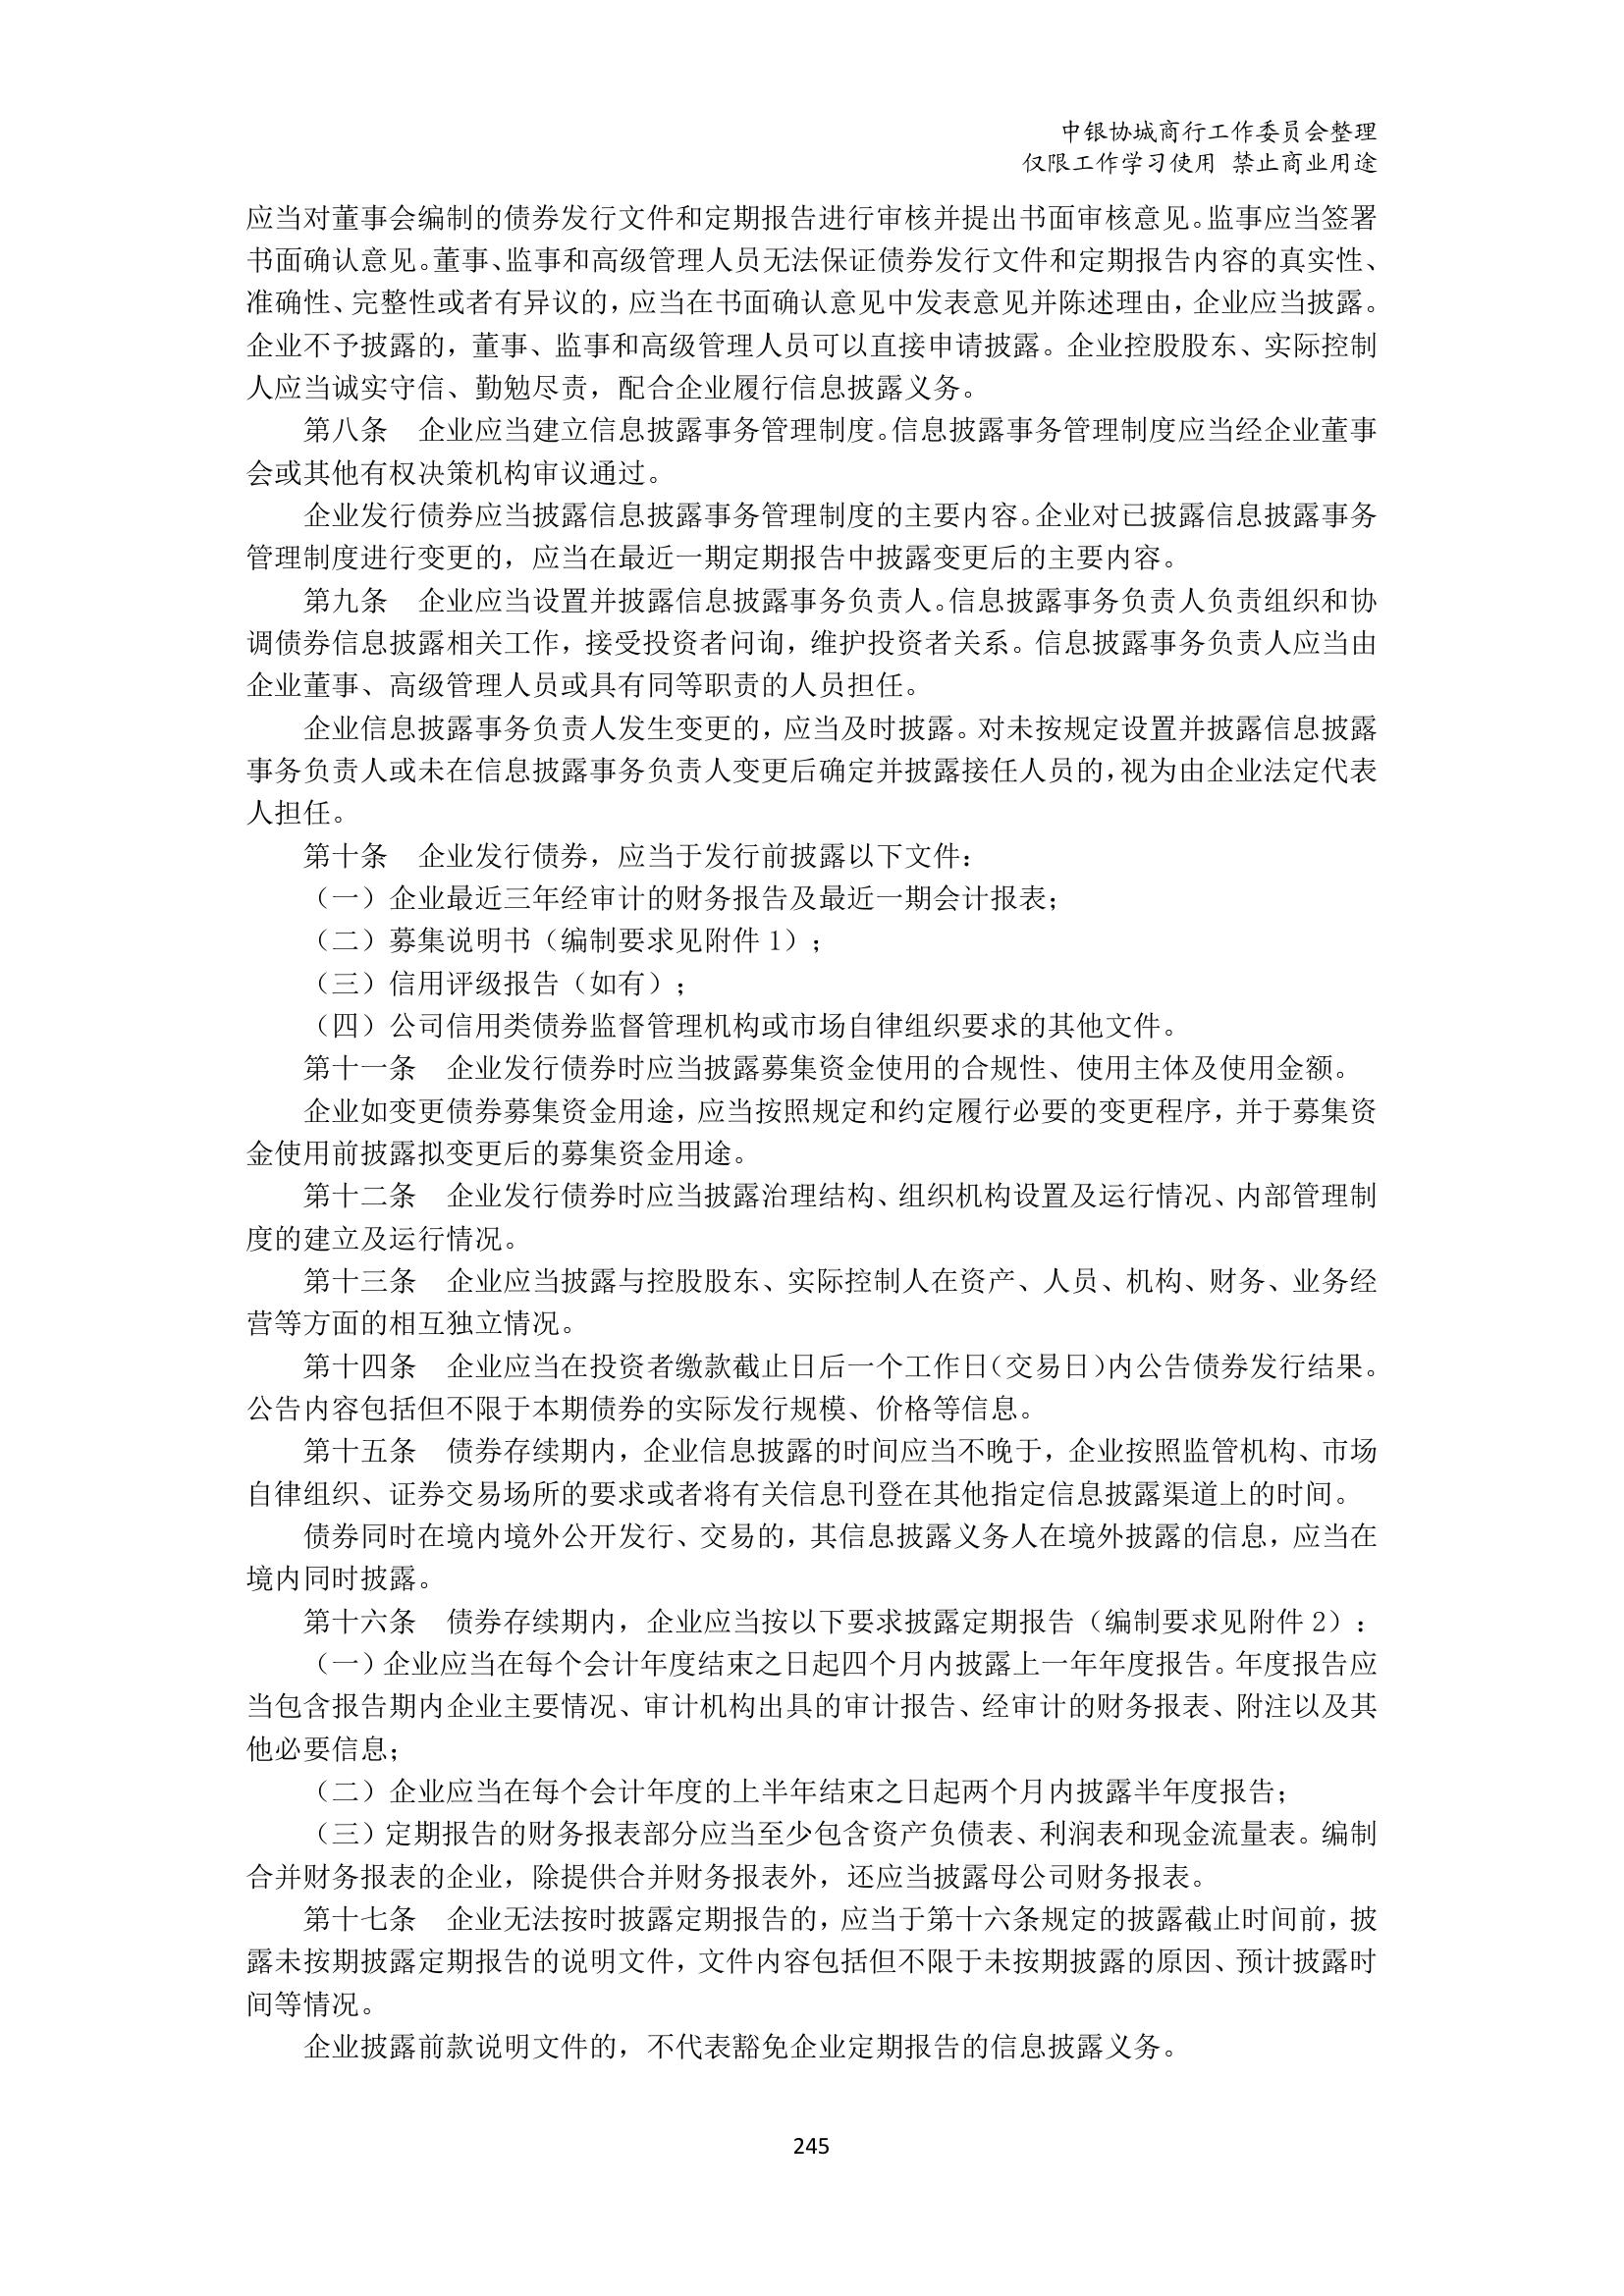 中银协城商行工作委员会整理
仅限工作学习使用 禁止商业用途
应当对董事会编制的债券发行文件和定期报告进行审核并提出书面审核意见。监事应当签署
书面确认意见。董事、监事和高级管理人员无法保证债券发行文件和定期报告内容的真实性、
准确性、完整性或者有异议的，应当在书面确认意见中发表意见并陈述理由，企业应当披露。
企业不予披露的，董事、监事和高级管理人员可以直接申请披露。企业控股股东、实际控制
人应当诚实守信、勤勉尽责，配合企业履行信息披露义务。
第八条　企业应当建立信息披露事务管理制度。信息披露事务管理制度应当经企业董事
会或其他有权决策机构审议通过。
企业发行债券应当披露信息披露事务管理制度的主要内容。企业对已披露信息披露事务
管理制度进行变更的，应当在最近一期定期报告中披露变更后的主要内容。
第九条　企业应当设置并披露信息披露事务负责人。信息披露事务负责人负责组织和协
调债券信息披露相关工作，接受投资者问询，维护投资者关系。信息披露事务负责人应当由
企业董事、高级管理人员或具有同等职责的人员担任。
企业信息披露事务负责人发生变更的，应当及时披露。对未按规定设置并披露信息披露
事务负责人或未在信息披露事务负责人变更后确定并披露接任人员的，视为由企业法定代表
人担任。
第十条　企业发行债券，应当于发行前披露以下文件：
（一）企业最近三年经审计的财务报告及最近一期会计报表；
（二）募集说明书（编制要求见附件 1）；
（三）信用评级报告（如有）；
（四）公司信用类债券监督管理机构或市场自律组织要求的其他文件。
第十一条　企业发行债券时应当披露募集资金使用的合规性、使用主体及使用金额。
企业如变更债券募集资金用途，应当按照规定和约定履行必要的变更程序，并于募集资
金使用前披露拟变更后的募集资金用途。
第十二条　企业发行债券时应当披露治理结构、组织机构设置及运行情况、内部管理制
度的建立及运行情况。
第十三条　企业应当披露与控股股东、实际控制人在资产、人员、机构、财务、业务经
营等方面的相互独立情况。
第十四条　企业应当在投资者缴款截止日后一个工作日（交易日）内公告债券发行结果。
公告内容包括但不限于本期债券的实际发行规模、价格等信息。
第十五条　债券存续期内，企业信息披露的时间应当不晚于，企业按照监管机构、市场
自律组织、证券交易场所的要求或者将有关信息刊登在其他指定信息披露渠道上的时间。
债券同时在境内境外公开发行、交易的，其信息披露义务人在境外披露的信息，应当在
境内同时披露。
第十六条　债券存续期内，企业应当按以下要求披露定期报告（编制要求见附件 2）：
（一）企业应当在每个会计年度结束之日起四个月内披露上一年年度报告。年度报告应
当包含报告期内企业主要情况、审计机构出具的审计报告、经审计的财务报表、附注以及其
他必要信息；
（二）企业应当在每个会计年度的上半年结束之日起两个月内披露半年度报告；
（三）定期报告的财务报表部分应当至少包含资产负债表、利润表和现金流量表。编制
合并财务报表的企业，除提供合并财务报表外，还应当披露母公司财务报表。
第十七条　企业无法按时披露定期报告的，应当于第十六条规定的披露截止时间前，披
露未按期披露定期报告的说明文件，文件内容包括但不限于未按期披露的原因、预计披露时
间等情况。
企业披露前款说明文件的，不代表豁免企业定期报告的信息披露义务。
245